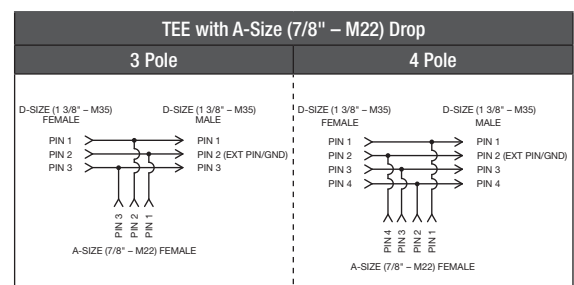 TEE with A-Size (7/8" – M22) Drop
3 Pole
4 Pole
D-SIZE (1 3/8" – M35)
FEMALE
D-SIZE (1 3/8" – M35)
MALE
PIN 1
PIN 1
PIN 2
PIN 2 (EXT PIN/GND)
PIN 3
PIN 3
PIN 3
PIN 2
PIN 1
A-SIZE (7/8" – M22) FEMALE
D-SIZE (1 3/8" – M35)
FEMALE
D-SIZE (1 3/8" – M35)
MALE
PIN 1
PIN 1
PIN 2
PIN 2 (EXT PIN/GND)
PIN 3
PIN 3
PIN 4
PIN 4
PIN 4
PIN 3
PIN 2
PIN 1
A-SIZE (7/8" – M22) FEMALE